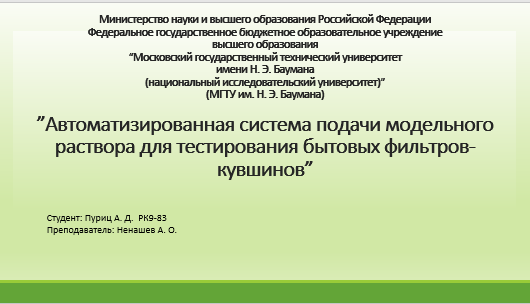 Министерство науки и высшего образования Российской Федерации
Федеральное государственное бюджетное образовательное учреждение
высшего образования
“Московский государственный технический университет
имени Н. Э. Баумана
(национальный исследовательский университет)”
(МГТУ им. Н. Э. Баумана)
”Автоматизированная система подачи модельного
раствора для тестирования бытовых фильтров-
кувшинов”
Студент: Пуриц А. Д. РК9-83
Преподаватель: Ненашев А. О.